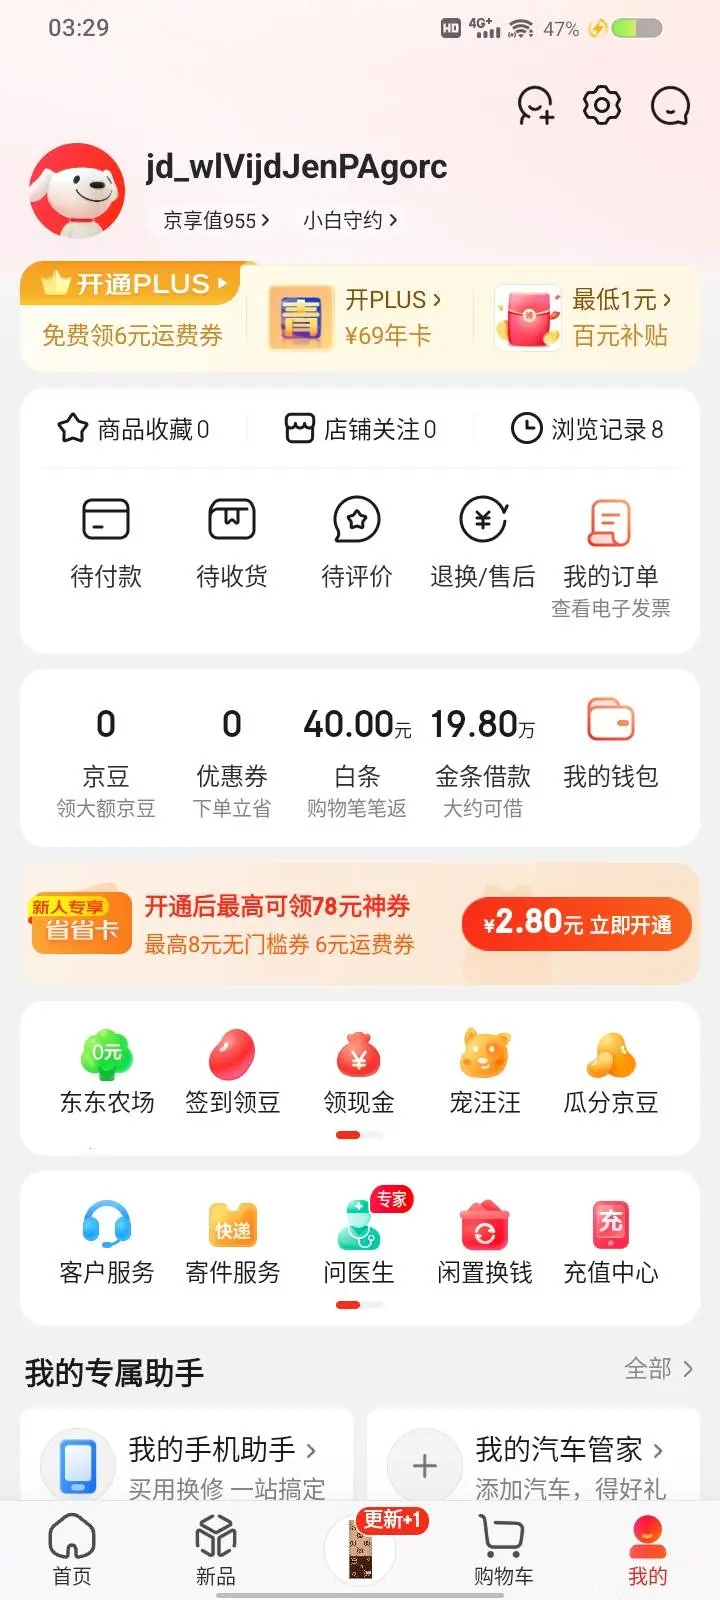 03:29 HD 4G+ 47%
jd_wlVijdJenPAgorc
京享值955 > 小白守约 >
开通PLUS
免费领6元运费券
青
开PLUS >
¥69年卡
领
最低1元 >
百元补贴
商品收藏 0 店铺关注 0 浏览记录 8
待付款 待收货 待评价 退换/售后 我的订单
查看电子发票
0 0 40.00元 19.80万
京豆 优惠券 白条 金条借款 我的钱包
领大额京豆 下单立省 购物笔笔返 大约可借
新人专享
省省卡
开通后最高可领78元神券
最高8元无门槛券 6元运费券
¥2.80元 立即开通
0元
东东农场 签到领豆 领现金 宠汪汪 瓜分京豆
快递 专家 充
客户服务 寄件服务 问医生 闲置换钱 充值中心
我的专属助手 全部 >
我的手机助手 > 我的汽车管家 >
买用换修 一站搞定 添加汽车，得好礼
更新+1
首页 新品 购物车 我的